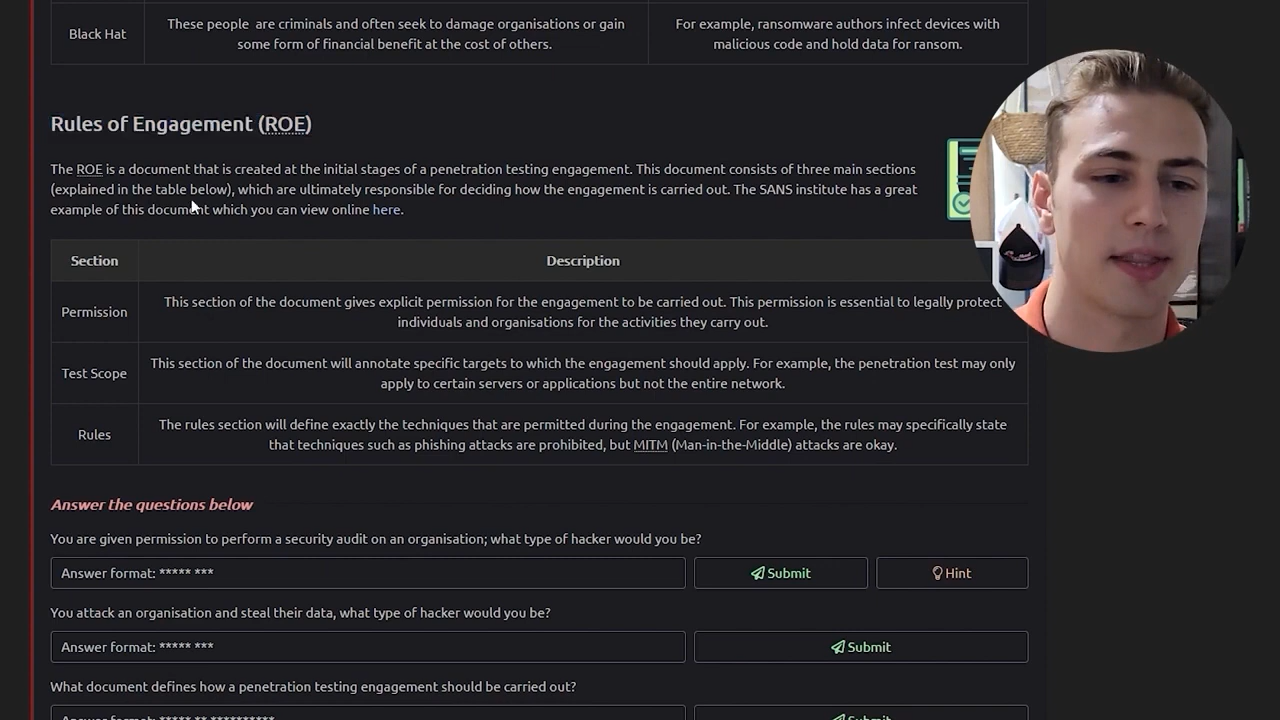 Black Hat
These people are criminals and often seek to damage organisations or gain
some form of financial benefit at the cost of others.
For example, ransomware authors infect devices with
malicious code and hold data for ransom.
Rules of Engagement (ROE)
The ROE is a document that is created at the initial stages of a penetration testing engagement. This document consists of three main sections
(explained in the table below), which are ultimately responsible for deciding how the engagement is carried out. The SANS institute has a great
example of this document which you can view online here.
Section
Description
Permission
This section of the document gives explicit permission for the engagement to be carried out. This permission is essential to legally protect
individuals and organisations for the activities they carry out.
Test Scope
This section of the document will annotate specific targets to which the engagement should apply. For example, the penetration test may only
apply to certain servers or applications but not the entire network.
Rules
The rules section will define exactly the techniques that are permitted during the engagement. For example, the rules may specifically state
that techniques such as phishing attacks are prohibited, but MITM (Man-in-the-Middle) attacks are okay.
Answer the questions below
You are given permission to perform a security audit on an organisation; what type of hacker would you be?
Answer format: ***** ***
Submit
Hint
You attack an organisation and steal their data, what type of hacker would you be?
Answer format: ***** ***
Submit
What document defines how a penetration testing engagement should be carried out?
Answer format: ***** ** **********
Submit